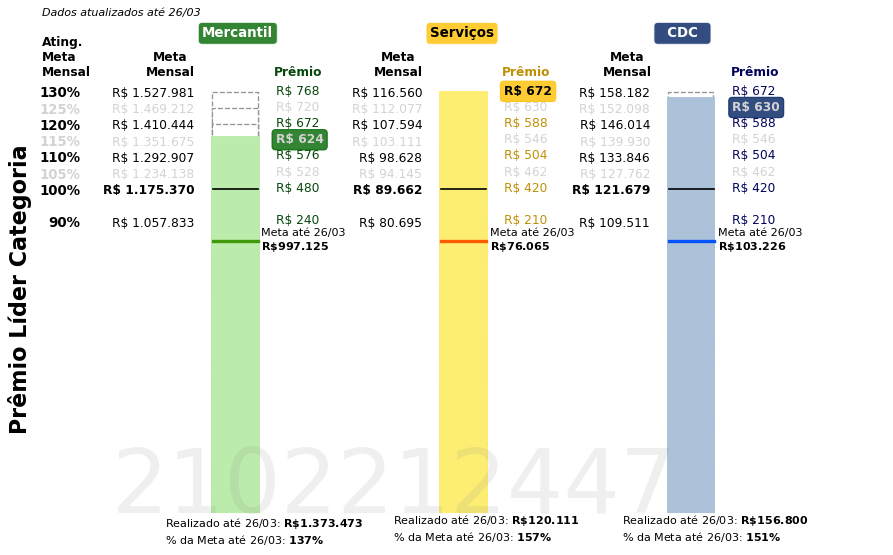 Dados atualizados até 26/03
Mercantil Serviços CDC
Ating.
Meta
Mensal
Meta
Mensal
Prêmio
Meta
Mensal
Prêmio
Meta
Mensal
Prêmio
130% R$ 1.527.981 R$ 768 R$ 116.560 R$ 672 R$ 158.182 R$ 672
125% R$ 1.469.212 R$ 720 R$ 112.077 R$ 630 R$ 152.098 R$ 630
120% R$ 1.410.444 R$ 672 R$ 107.594 R$ 588 R$ 146.014 R$ 588
115% R$ 1.351.675 R$ 624 R$ 103.111 R$ 546 R$ 139.930 R$ 546
110% R$ 1.292.907 R$ 576 R$ 98.628 R$ 504 R$ 133.846 R$ 504
105% R$ 1.234.138 R$ 528 R$ 94.145 R$ 462 R$ 127.762 R$ 462
100% R$ 1.175.370 R$ 480 R$ 89.662 R$ 420 R$ 121.679 R$ 420
90% R$ 1.057.833 R$ 240 R$ 80.695 R$ 210 R$ 109.511 R$ 210
Meta até 26/03 Meta até 26/03 Meta até 26/03
R$997.125 R$76.065 R$103.226
Prêmio Líder Categoria
2102212447
Realizado até 26/03: R$1.373.473 Realizado até 26/03: R$120.111 Realizado até 26/03: R$156.800
% da Meta até 26/03: 137% % da Meta até 26/03: 157% % da Meta até 26/03: 151%